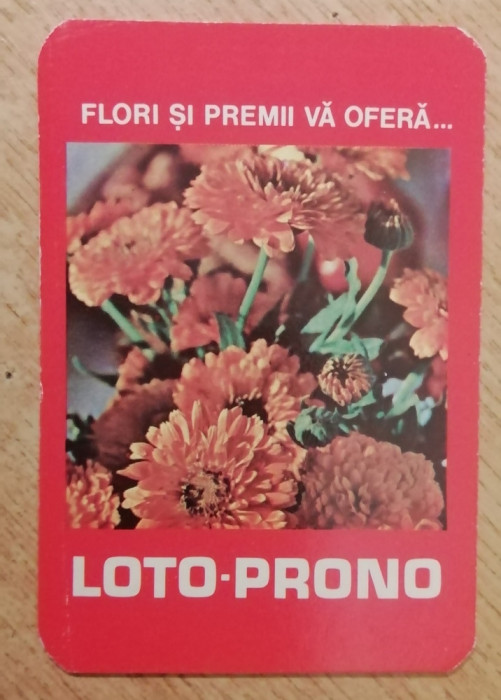 FLORI ȘI PREMII VĂ OFERĂ...
LOTO-PRONO